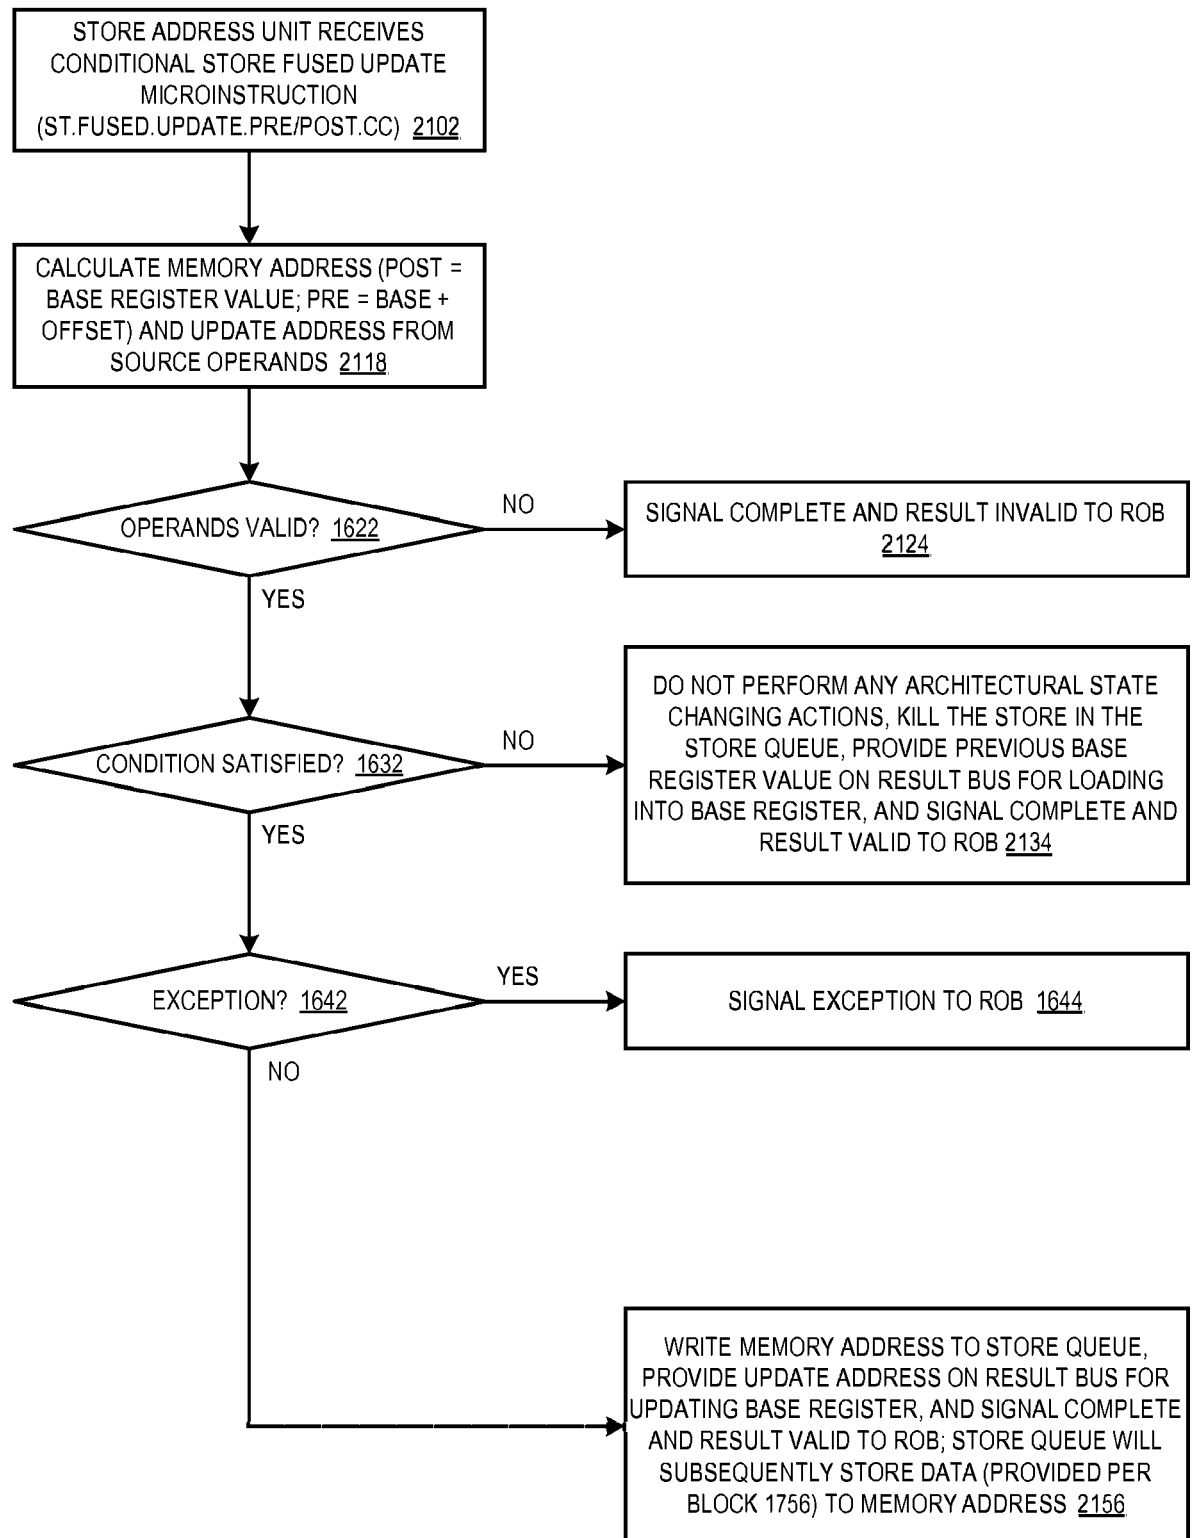 STORE ADDRESS UNIT RECEIVES
CONDITIONAL STORE FUSED UPDATE
MICROINSTRUCTION
(ST.FUSED.UPDATE.PRE/POST.CC) 2102
CALCULATE MEMORY ADDRESS (POST =
BASE REGISTER VALUE; PRE = BASE +
OFFSET) AND UPDATE ADDRESS FROM
SOURCE OPERANDS 2118
OPERANDS VALID? 1622
NO
SIGNAL COMPLETE AND RESULT INVALID TO ROB
2124
YES
CONDITION SATISFIED? 1632
NO
DO NOT PERFORM ANY ARCHITECTURAL STATE
CHANGING ACTIONS, KILL THE STORE IN THE
STORE QUEUE, PROVIDE PREVIOUS BASE
REGISTER VALUE ON RESULT BUS FOR LOADING
INTO BASE REGISTER, AND SIGNAL COMPLETE AND
RESULT VALID TO ROB 2134
YES
EXCEPTION? 1642
YES
SIGNAL EXCEPTION TO ROB 1644
NO
WRITE MEMORY ADDRESS TO STORE QUEUE,
PROVIDE UPDATE ADDRESS ON RESULT BUS FOR
UPDATING BASE REGISTER, AND SIGNAL COMPLETE
AND RESULT VALID TO ROB; STORE QUEUE WILL
SUBSEQUENTLY STORE DATA (PROVIDED PER
BLOCK 1756) TO MEMORY ADDRESS 2156